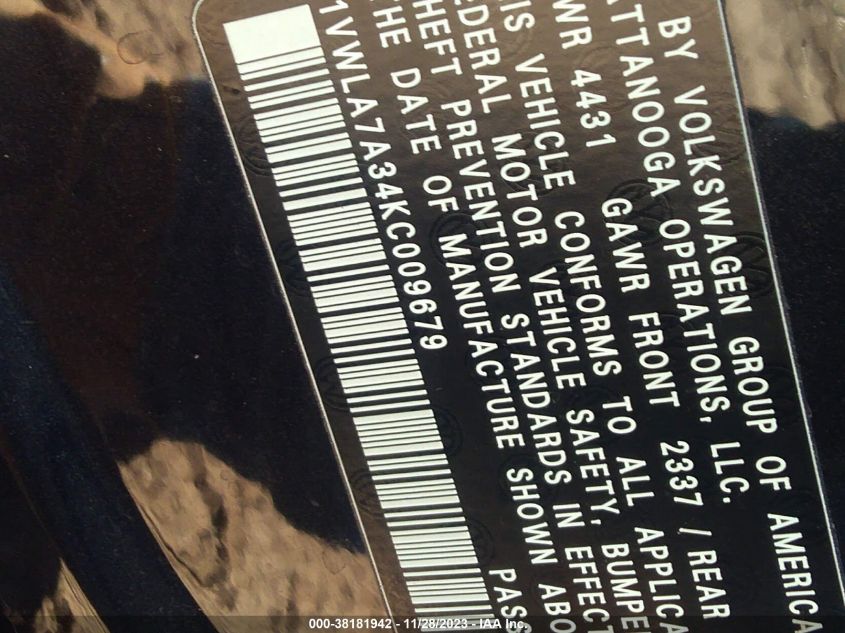 BY VOLKSWAGEN GROUP OF AMERICA
ATTANOOGA OPERATIONS, LLC.
WR 4431 GAWR FRONT 2337 / REAR
IS VEHICLE CONFORMS TO ALL APPLICA
EDERAL MOTOR VEHICLE SAFETY, BUMPE
HEFT PREVENTION STANDARDS IN EFFECT
HE DATE OF MANUFACTURE SHOWN ABO
1VWLA7A34KC009679 PAS
000-38181942 - 11/28/2023 - IAA Inc.